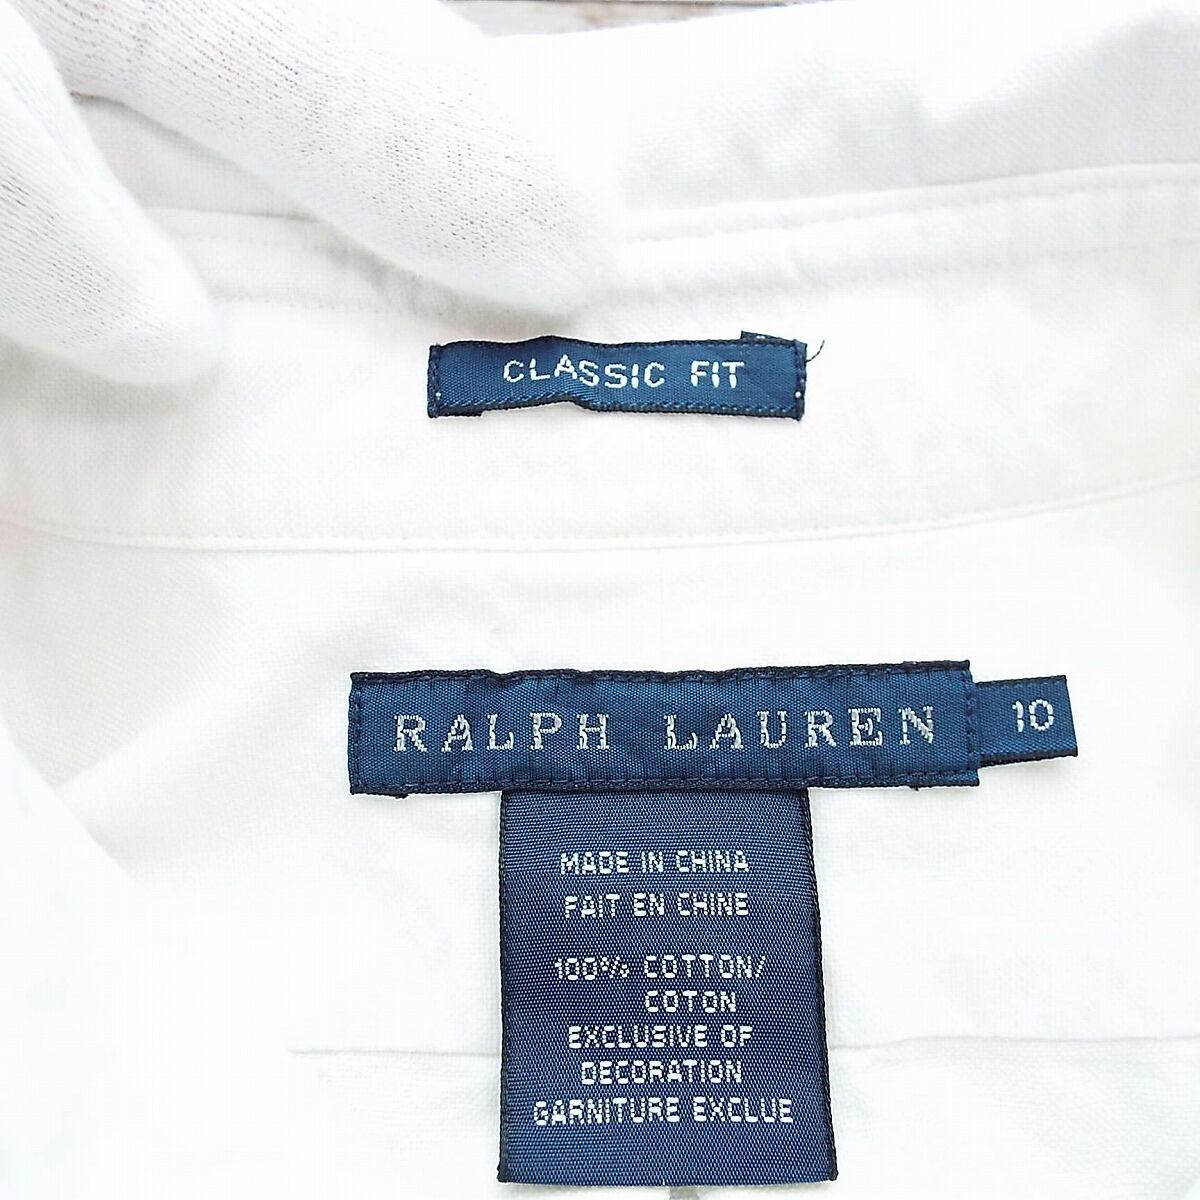 CLASSIC FIT
RALPH LAUREN 10
MADE IN CHINA
FAIT EN CHINE
100% COTTON/
COTON
EXCLUSIVE OF
DECORATION
GARNITURE EXCLUE